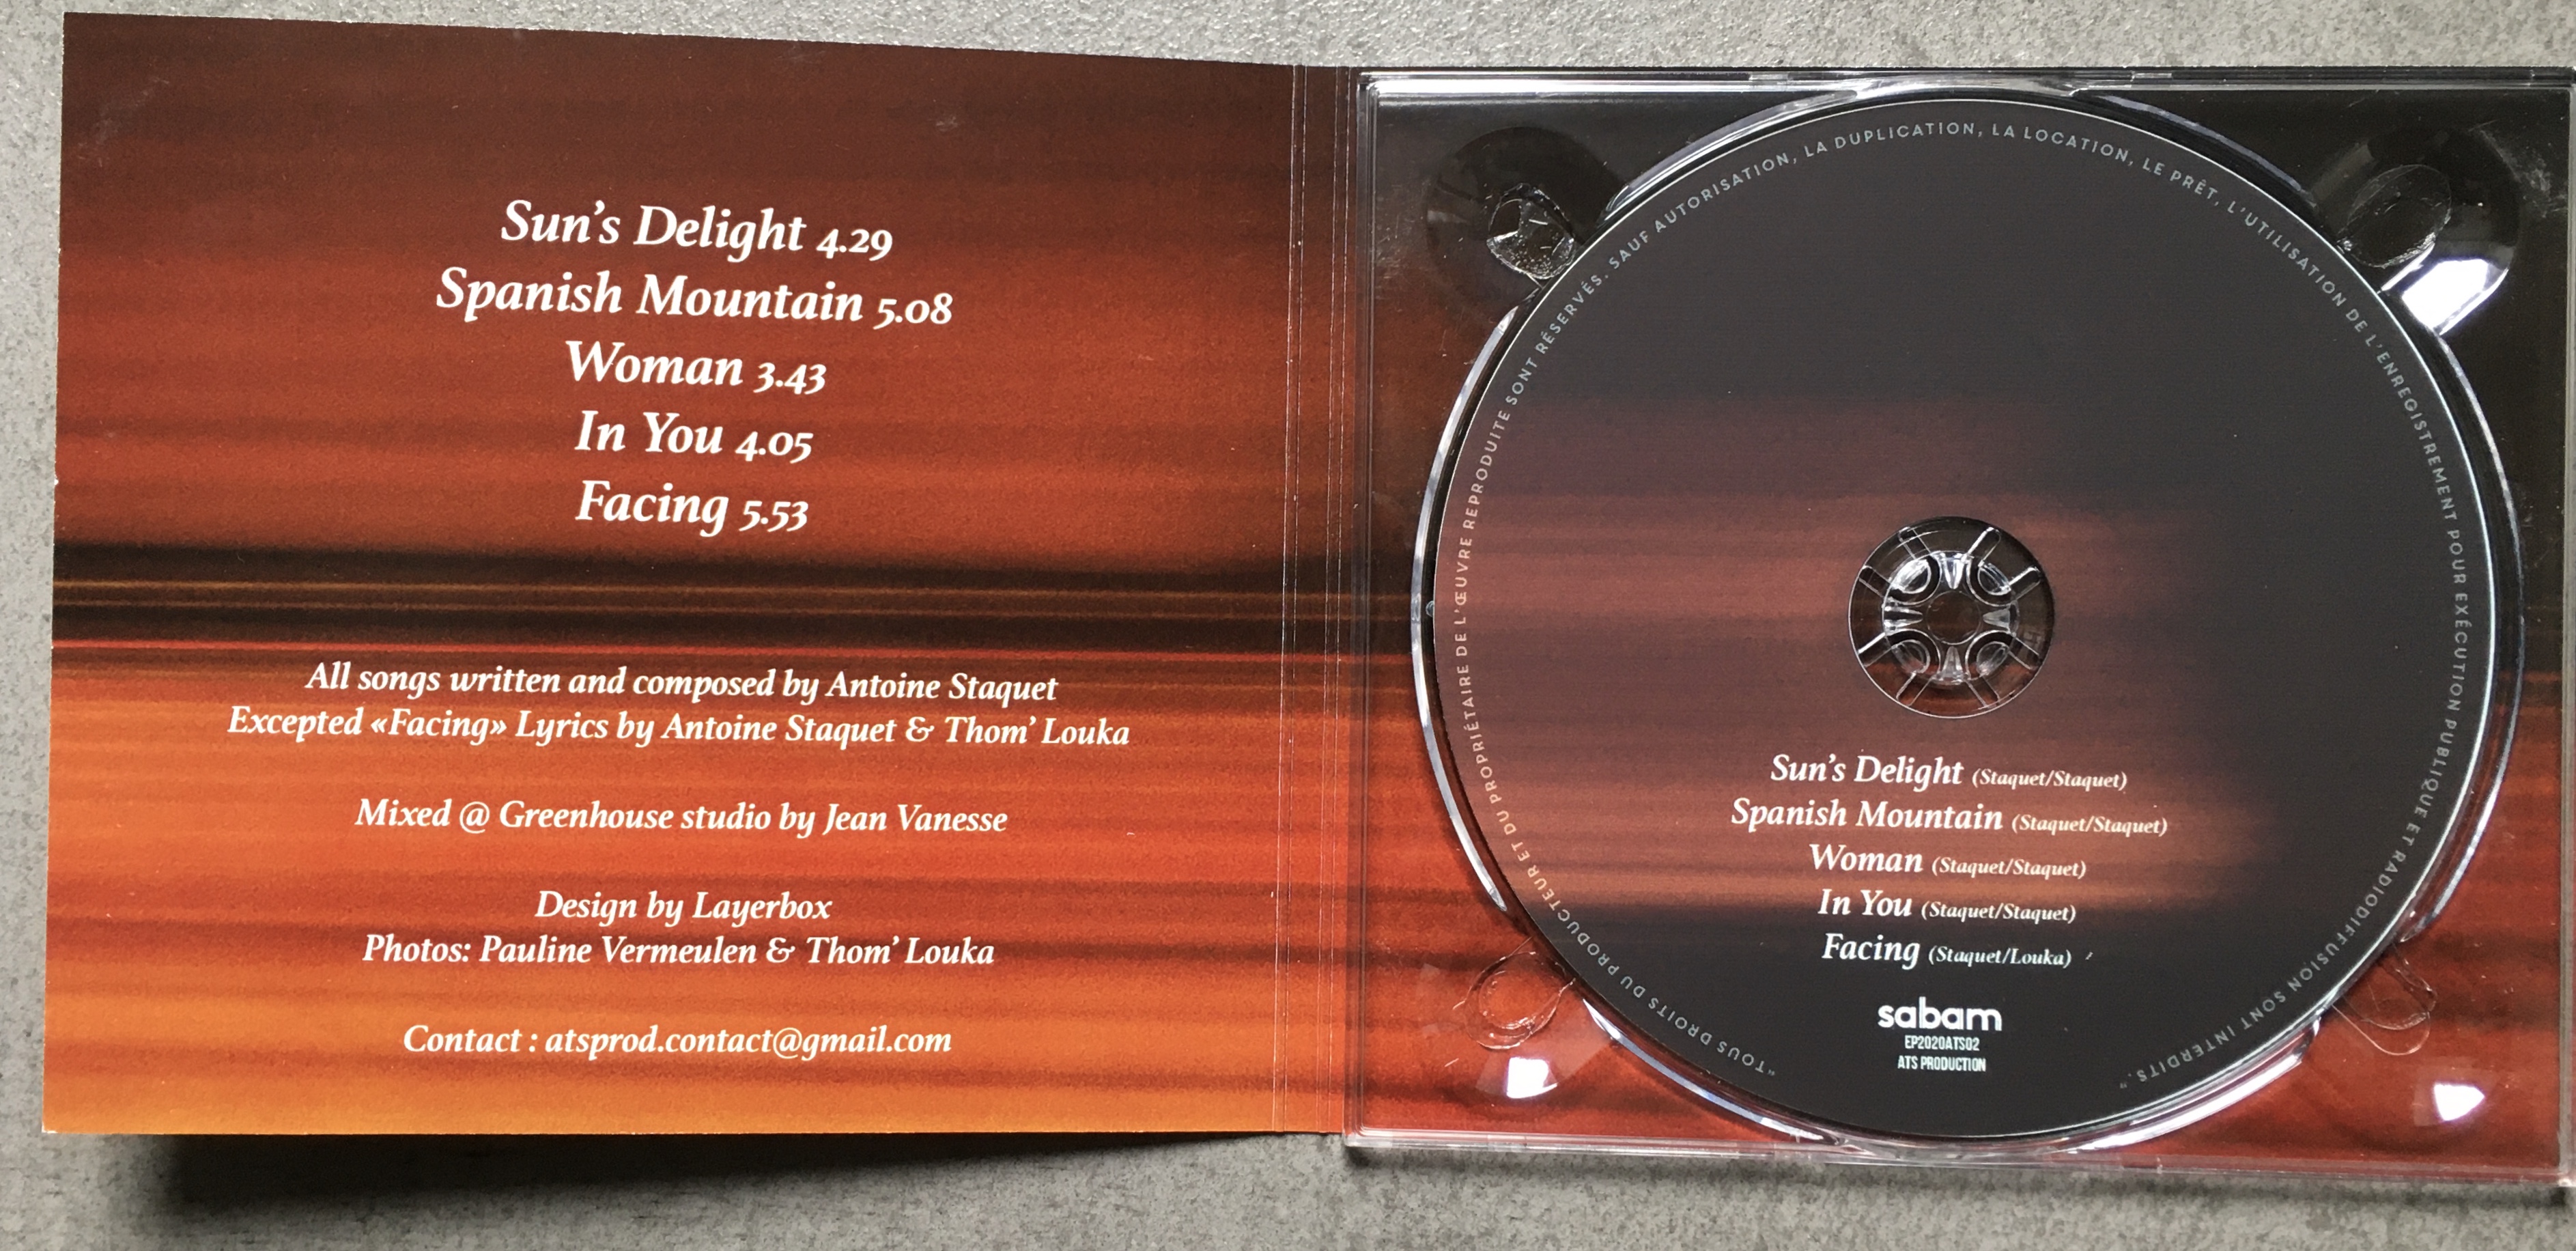 Sun's Delight 4.29
Spanish Mountain 5.08
Woman 3.43
In You 4.05
Facing 5.53
All songs written and composed by Antoine Staquet
Excepted «Facing» Lyrics by Antoine Staquet & Thom' Louka
Mixed @ Greenhouse studio by Jean Vanesse
Design by Layerbox
Photos: Pauline Vermeulen & Thom' Louka
Contact : atsprod.contact@gmail.com
"TOUS DROITS DU PRODUCTEUR ET DU PROPRIÉTAIRE DE L'ŒUVRE REPRODUITE SONT RÉSERVÉS. SAUF AUTORISATION, LA DUPLICATION, LA LOCATION, LE PRÊT, L'UTILISATION DE L'ENREGISTREMENT POUR EXÉCUTION PUBLIQUE ET RADIODIFFUSION SONT INTERDITS."
Sun's Delight (Staquet/Staquet)
Spanish Mountain (Staquet/Staquet)
Woman (Staquet/Staquet)
In You (Staquet/Staquet)
Facing (Staquet/Louka)
sabam
EP2020ATS02
ATS PRODUCTION